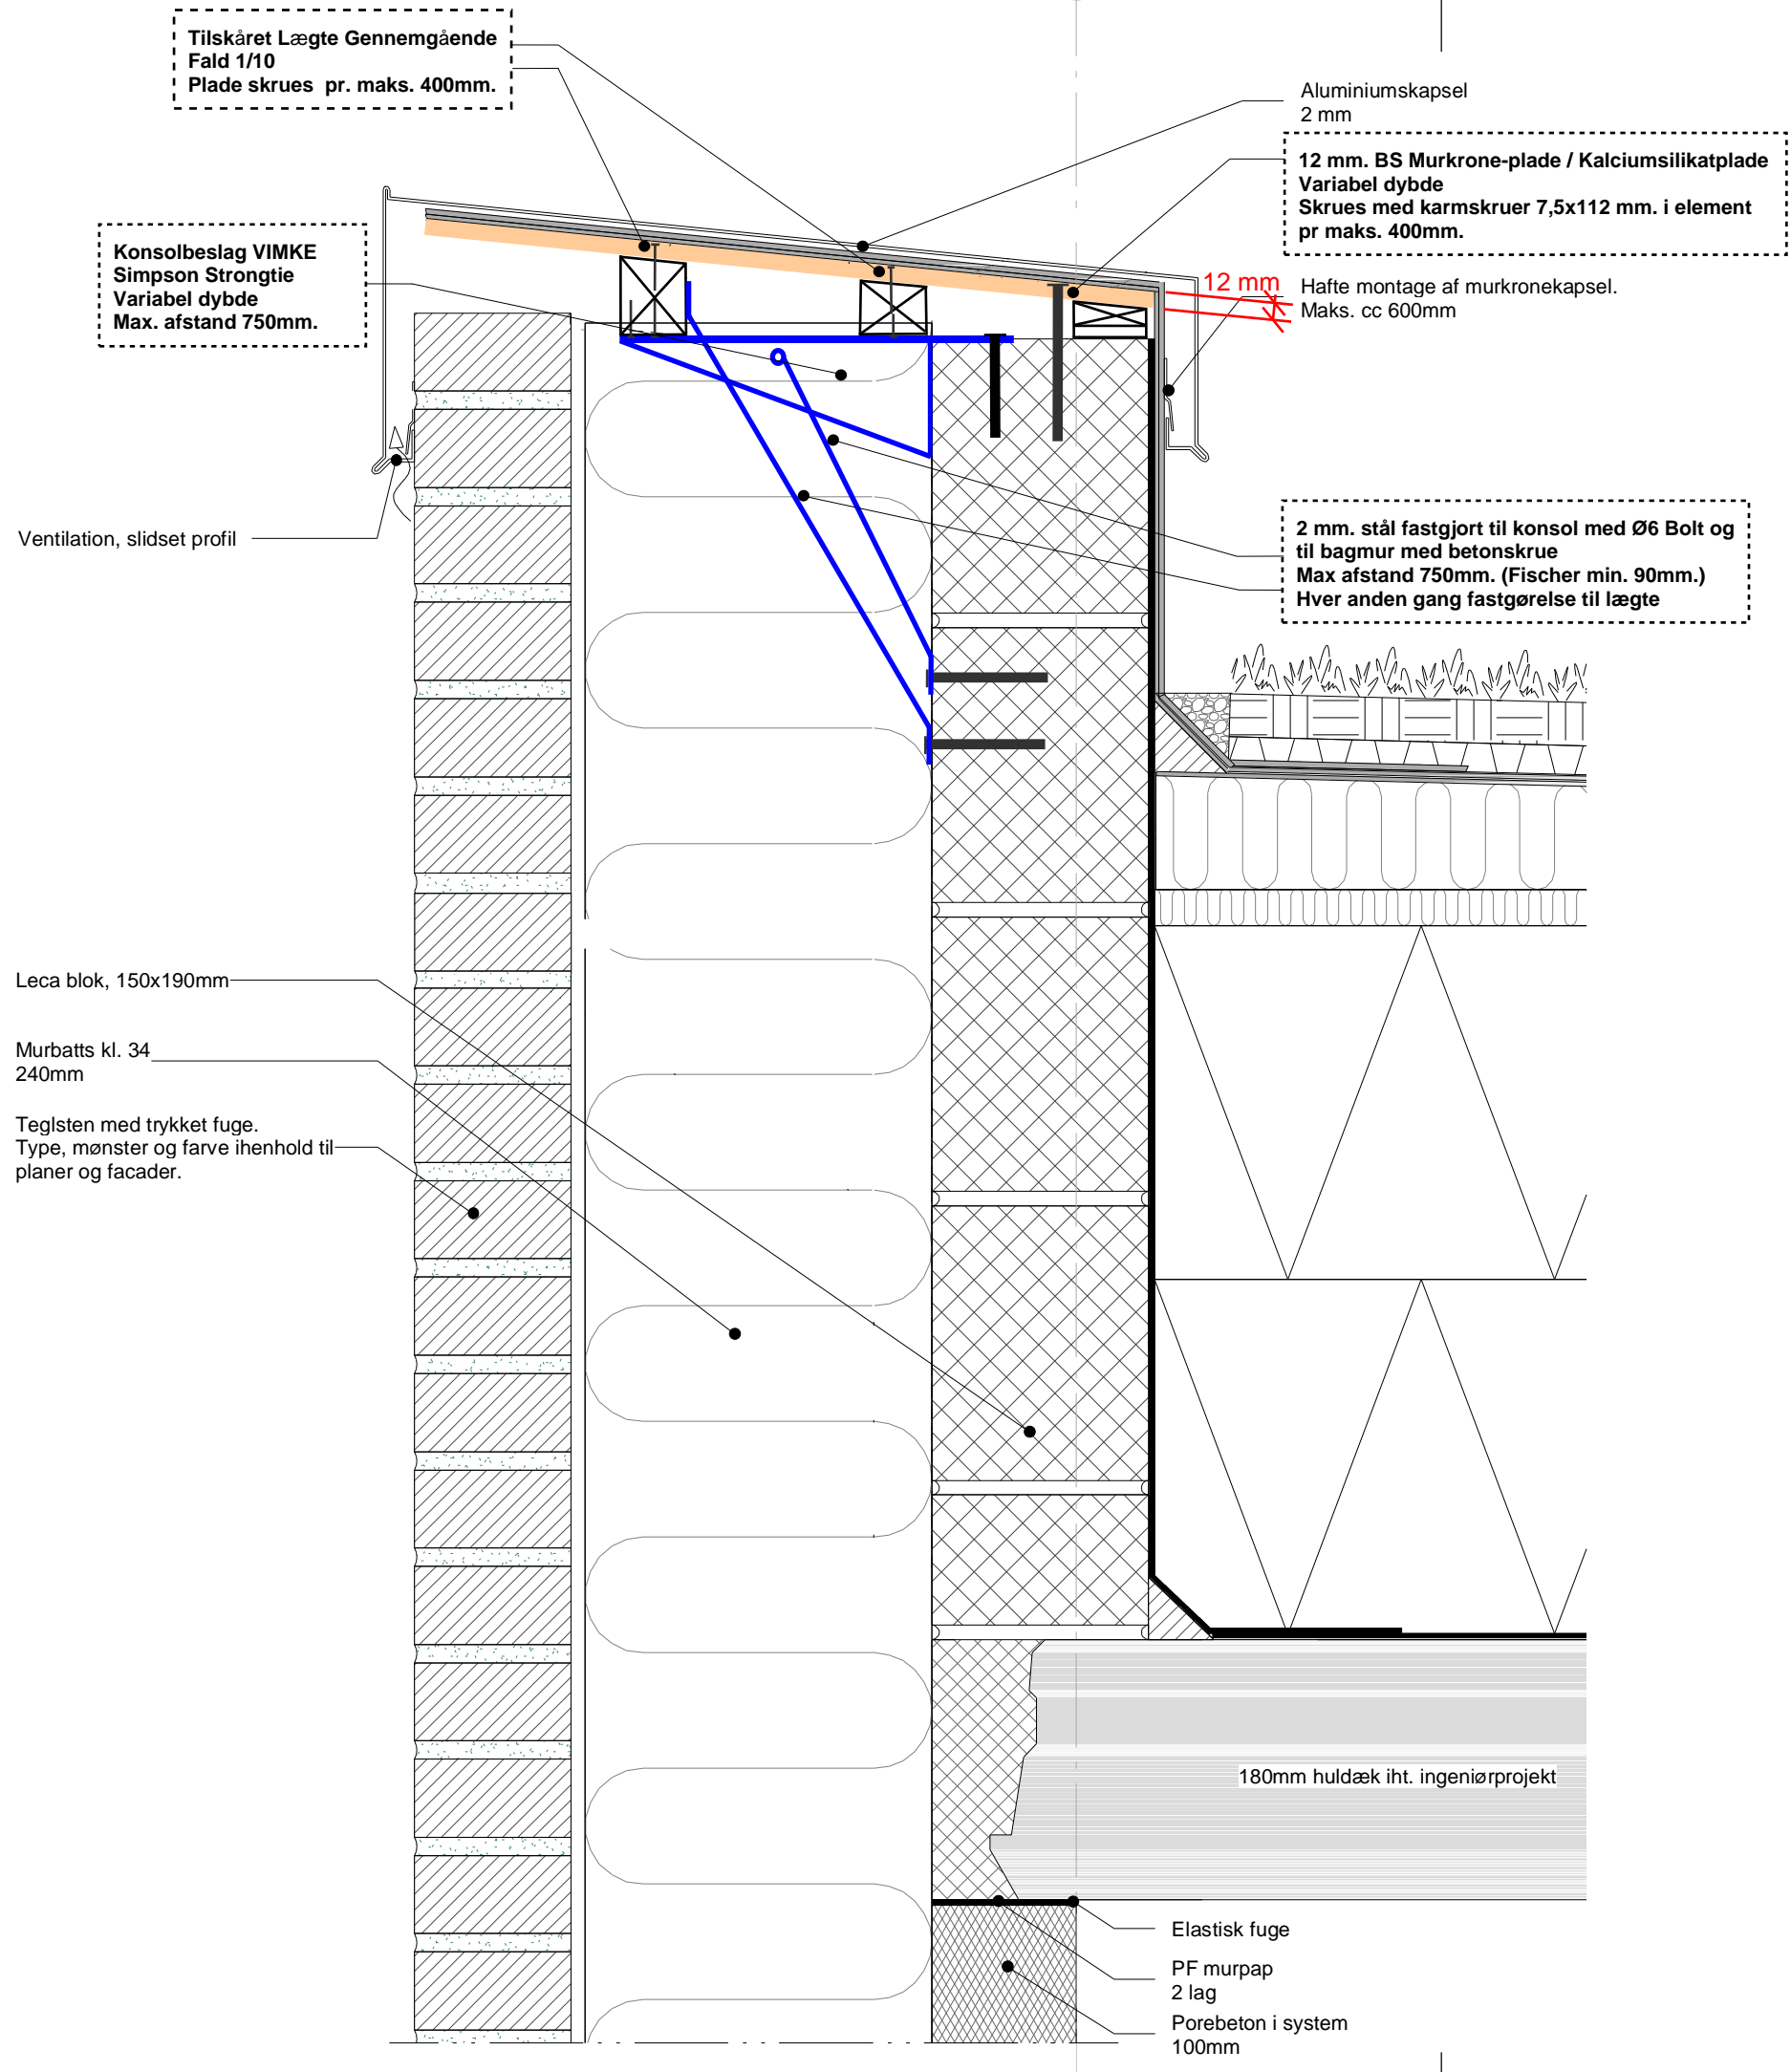 Tilskåret Lægte Gennemgående
Fald 1/10
Plade skrues pr. maks. 400mm.
Aluminiumskapsel
2 mm
12 mm. BS Murkrone-plade / Kalciumsilikatplade
Variabel dybde
Skrues med karmskruer 7,5x112 mm. i element
pr maks. 400mm.
Konsolbeslag VIMKE
Simpson Strongtie
Variabel dybde
Max. afstand 750mm.
12 mm
Hafte montage af murkronekapsel.
Maks. cc 600mm
Ventilation, slidset profil
2 mm. stål fastgjort til konsol med Ø6 Bolt og
til bagmur med betonskrue
Max afstand 750mm. (Fischer min. 90mm.)
Hver anden gang fastgørelse til lægte
Leca blok, 150x190mm
Murbatts kl. 34
240mm
Teglsten med trykket fuge.
Type, mønster og farve ihenhold til
planer og facader.
180mm huldæk iht. ingeniørprojekt
Elastisk fuge
PF murpap
2 lag
Porebeton i system
100mm